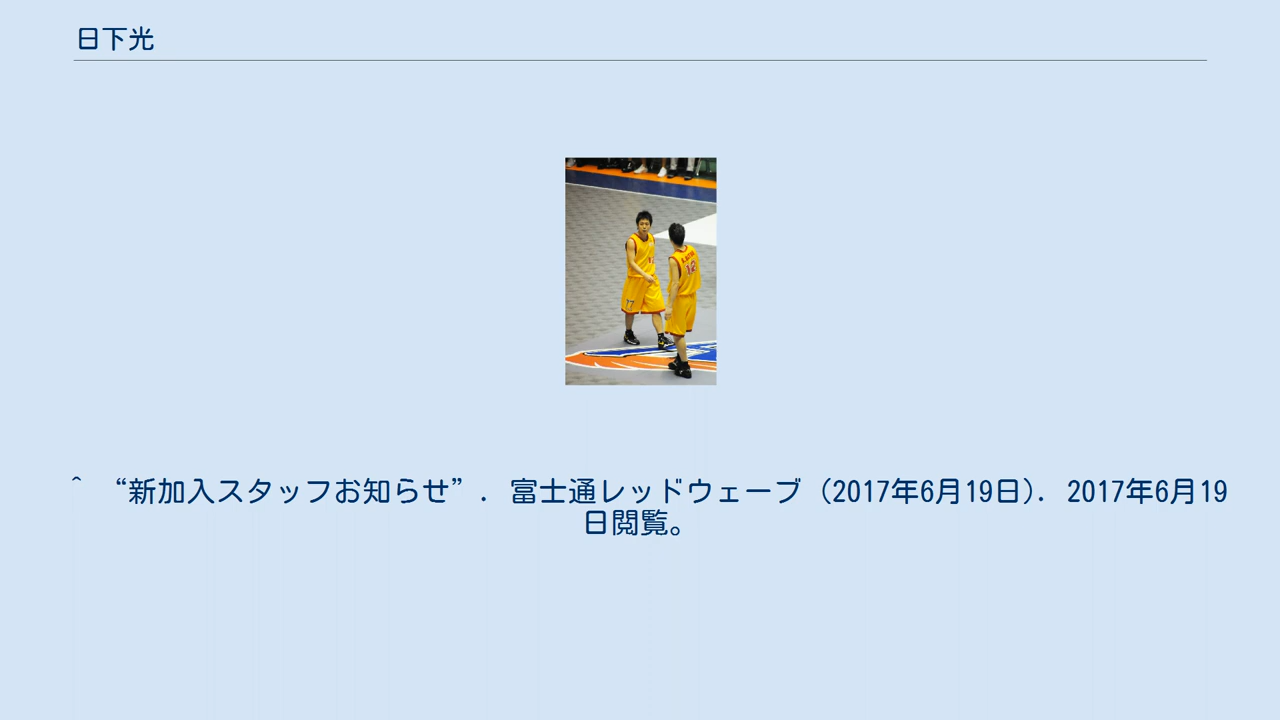 日下光
17
12
^ “新加入スタッフお知らせ”. 富士通レッドウェーブ (2017年6月19日). 2017年6月19
日閲覧。